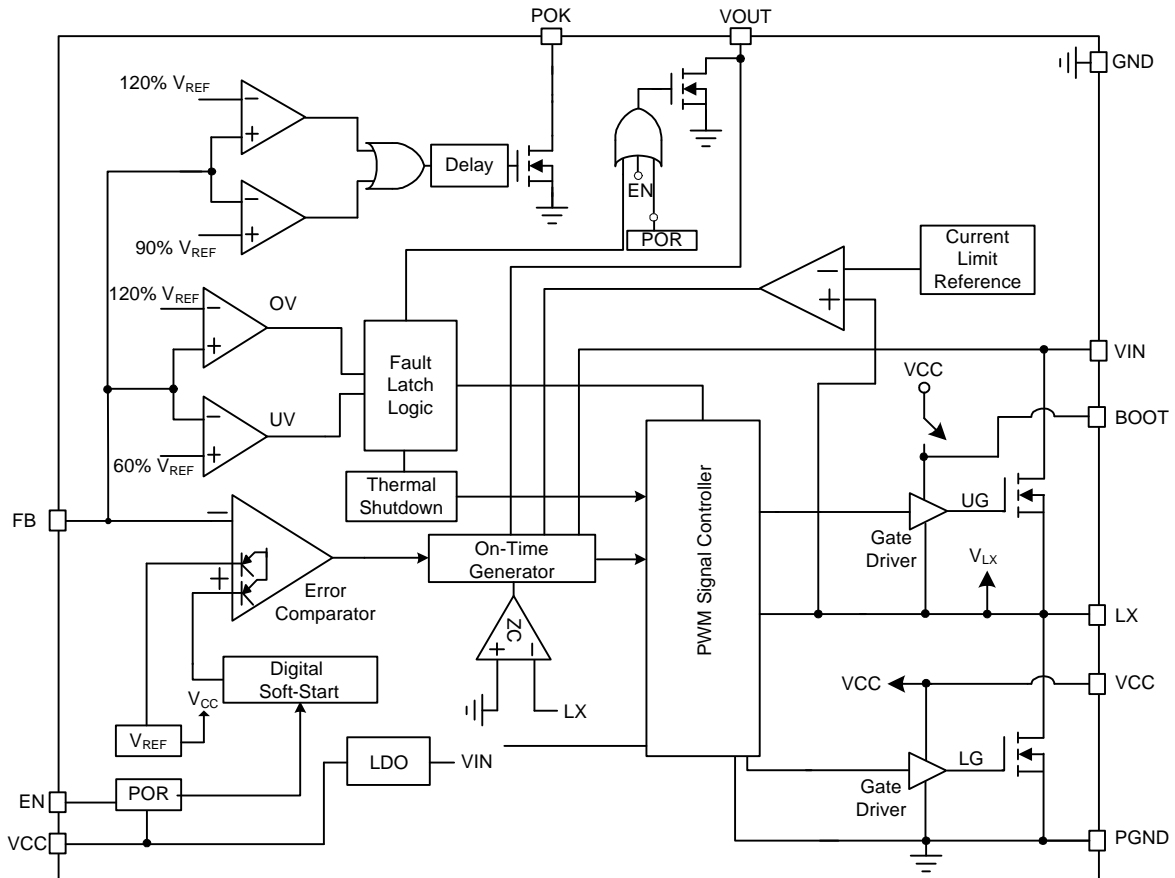 POK
VOUT
GND
120% VREF
−
+
−
+
90% VREF
Delay
EN
POR
Current
Limit
Reference
−
+
120% VREF
OV
−
+
UV
−
+
60% VREF
Fault
Latch
Logic
Thermal
Shutdown
VIN
VCC
BOOT
UG
Gate
Driver
FB
−
+
Error
Comparator
On-Time
Generator
PWM Signal Controller
VLX
LX
ZC
+
−
LX
Digital
Soft-Start
VCC
VREF
VCC
VCC
LDO
VIN
LG
Gate
Driver
EN
POR
VCC
PGND